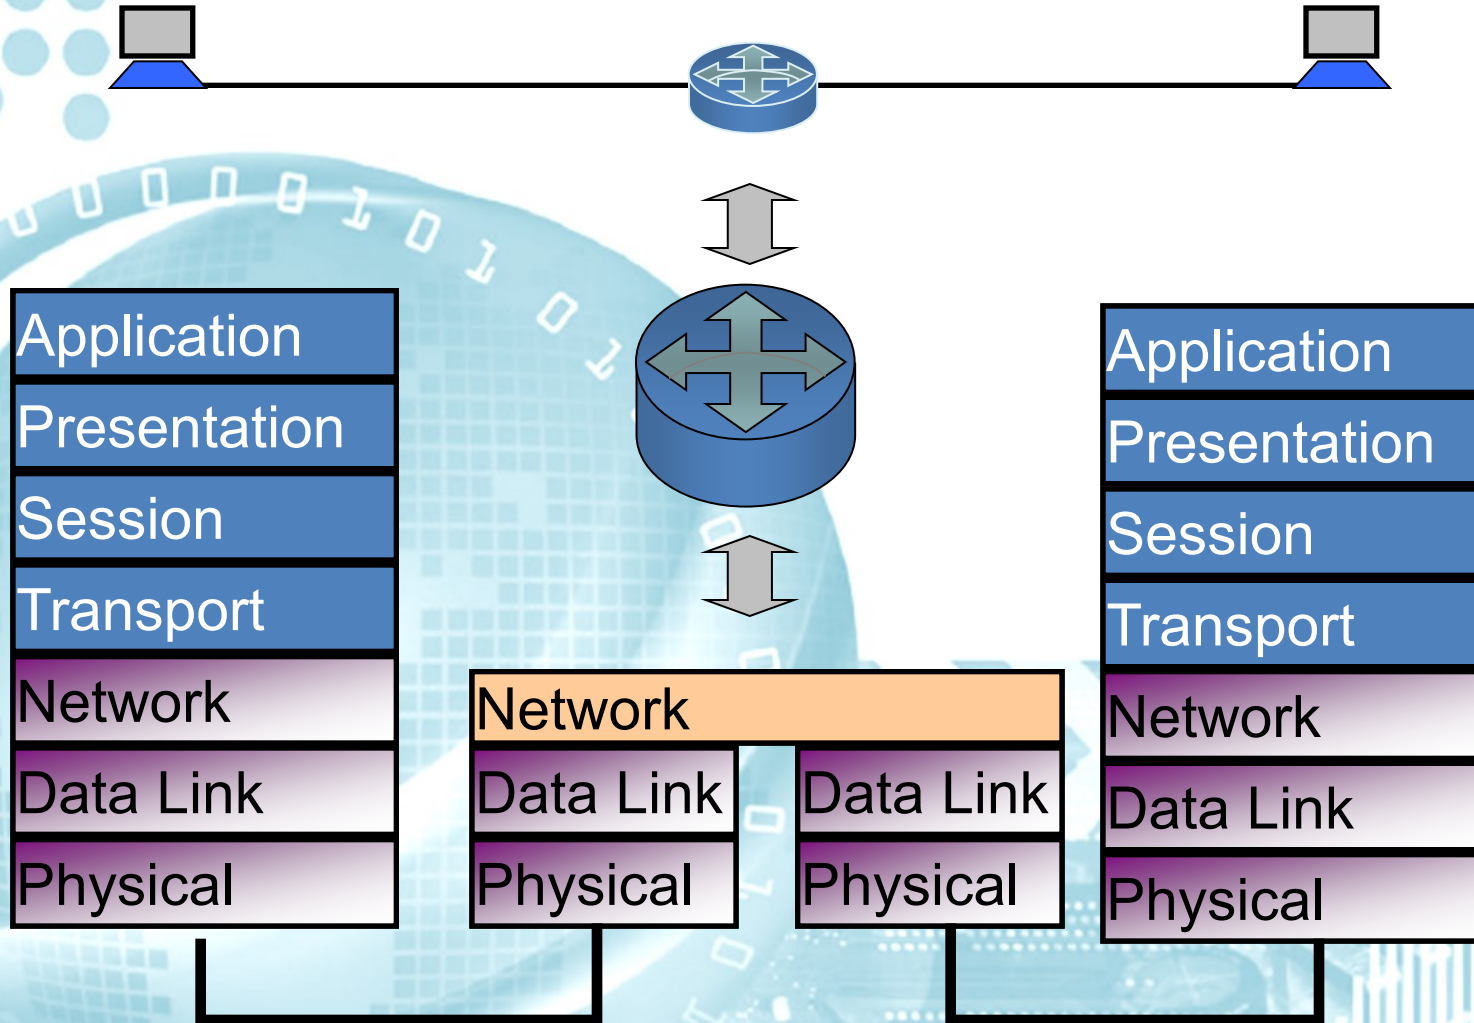 Application
Presentation
Session
Transport
Network
Data Link
Physical
Network
Data Link
Physical
Data Link
Physical
Application
Presentation
Session
Transport
Network
Data Link
Physical